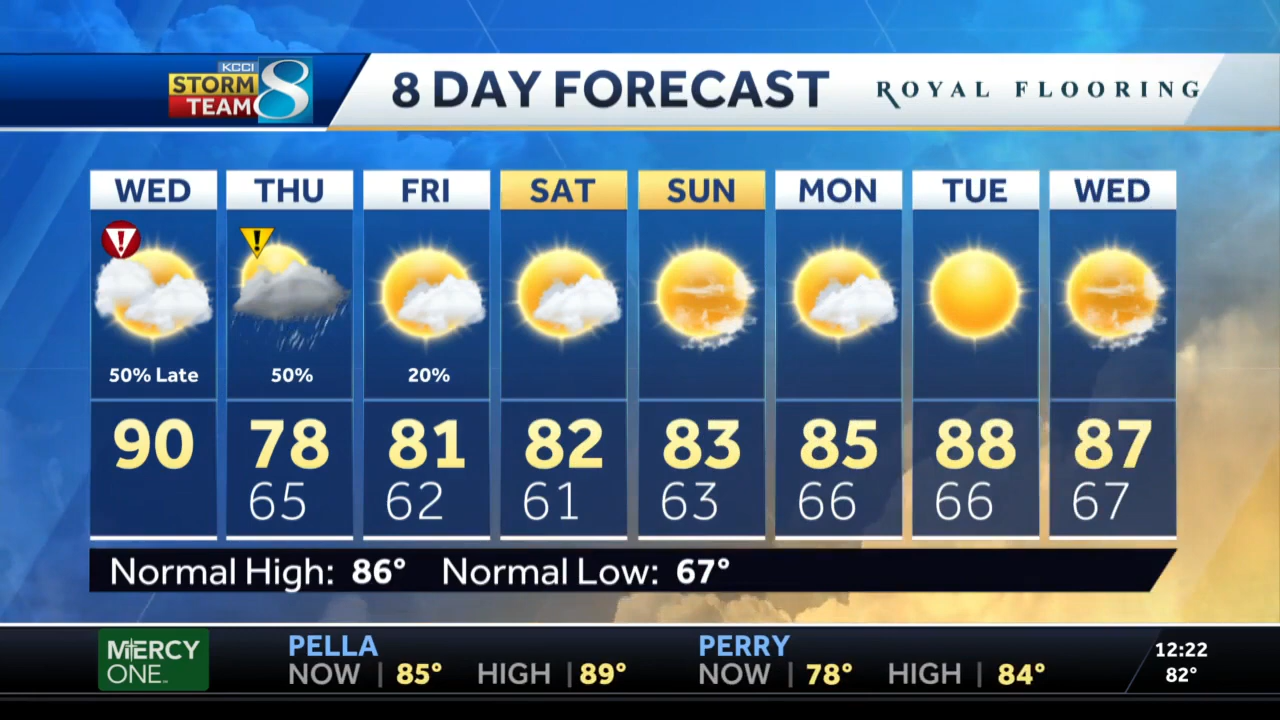 KCCI
STORM
TEAM 8
8 DAY FORECAST
ROYAL FLOORING
WED THU FRI SAT SUN MON TUE WED
! !
50% Late 50% 20%
90 78 81 82 83 85 88 87
65 62 61 63 66 66 67
Normal High: 86° Normal Low: 67°
MERCY
ONE
PELLA
NOW | 85° HIGH | 89°
PERRY
NOW | 78° HIGH | 84°
12:22
82°